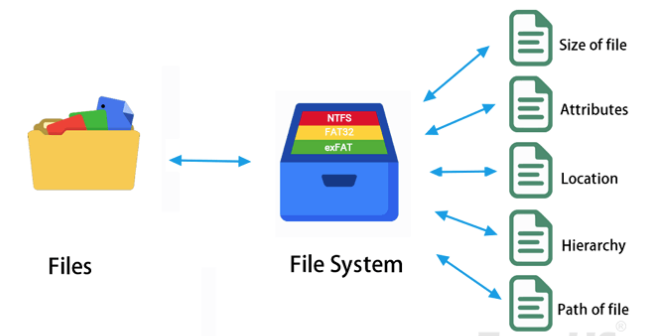 Size of file
NTFS
FAT32
exFAT
Attributes
Location
Files
File System
Hierarchy
Path of file
®